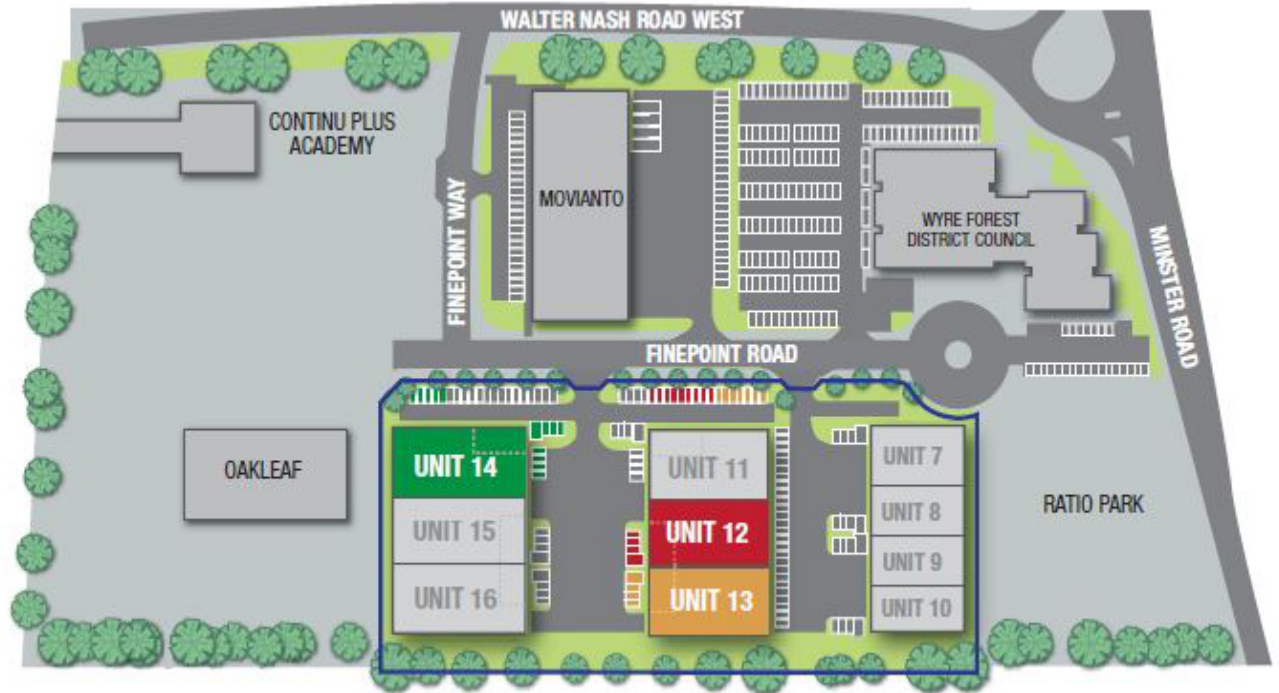 WALTER NASH ROAD WEST
CONTINU PLUS
ACADEMY
MOVIANTO
WYRE FOREST
DISTRICT COUNCIL
FINEPOINT WAY
MINSTER ROAD
FINEPOINT ROAD
OAKLEAF
UNIT 14
UNIT 15
UNIT 16
UNIT 11
UNIT 12
UNIT 13
UNIT 7
UNIT 8
UNIT 9
UNIT 10
RATIO PARK